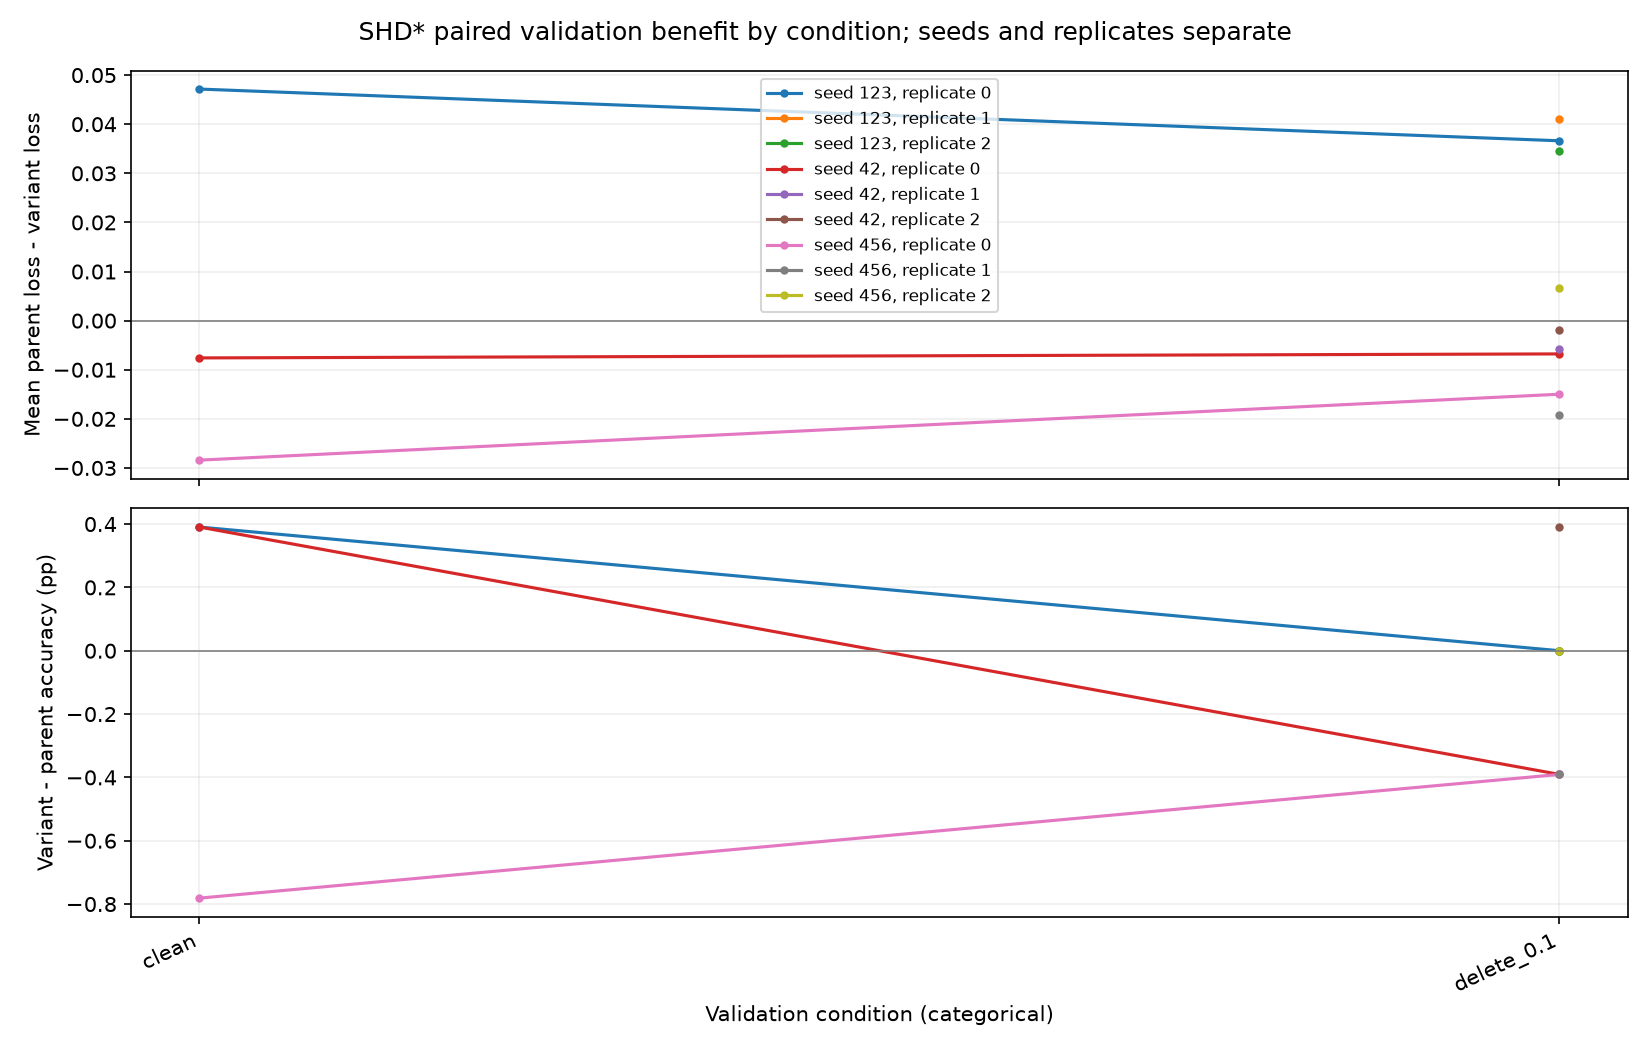 SHD* paired validation benefit by condition; seeds and replicates separate
Mean parent loss - variant loss
0.05
0.04
0.03
0.02
0.01
0.00
−0.01
−0.02
−0.03
seed 123, replicate 0
seed 123, replicate 1
seed 123, replicate 2
seed 42, replicate 0
seed 42, replicate 1
seed 42, replicate 2
seed 456, replicate 0
seed 456, replicate 1
seed 456, replicate 2
Variant - parent accuracy (pp)
0.4
0.2
0.0
−0.2
−0.4
−0.6
−0.8
clean
delete_0.1
Validation condition (categorical)